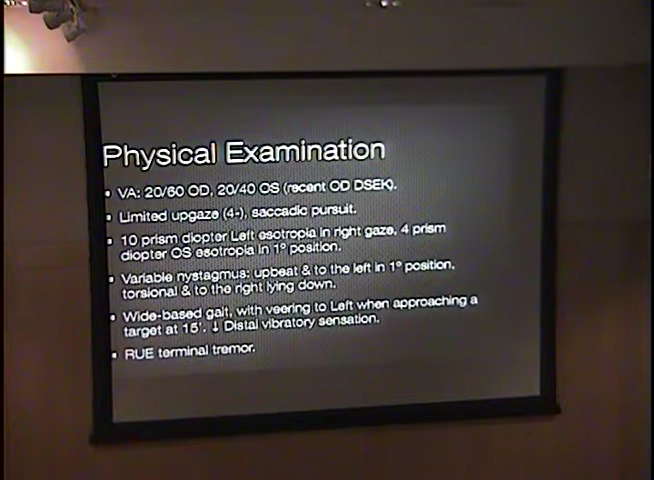 Physical Examination
• VA: 20/60 OD, 20/40 OS (recent OD DSEK).
• Limited upgaze (4-), saccadic pursuit.
• 10 prism diopter Left esotropia in right gaze, 4 prism
diopter OS esotropia in 1° position.
• Variable nystagmus: upbeat & to the left in 1° position,
torsional & to the right lying down.
• Wide-based gait, with veering to Left when approaching a
target at 15'. ↓ Distal vibratory sensation.
• RUE terminal tremor.